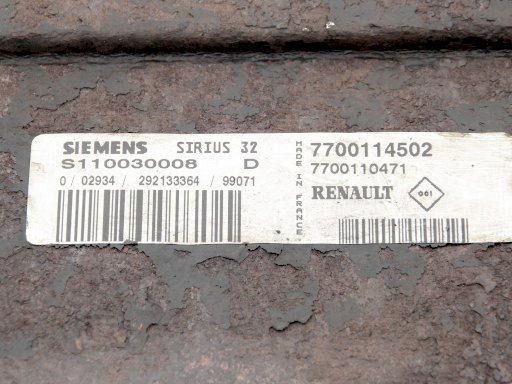 SIEMENS SIRIUS 32
S110030008 D
0 / 02934 / 292133364 / 99071
MADE IN FRANCE
7700114502
7700110471
RENAULT 001